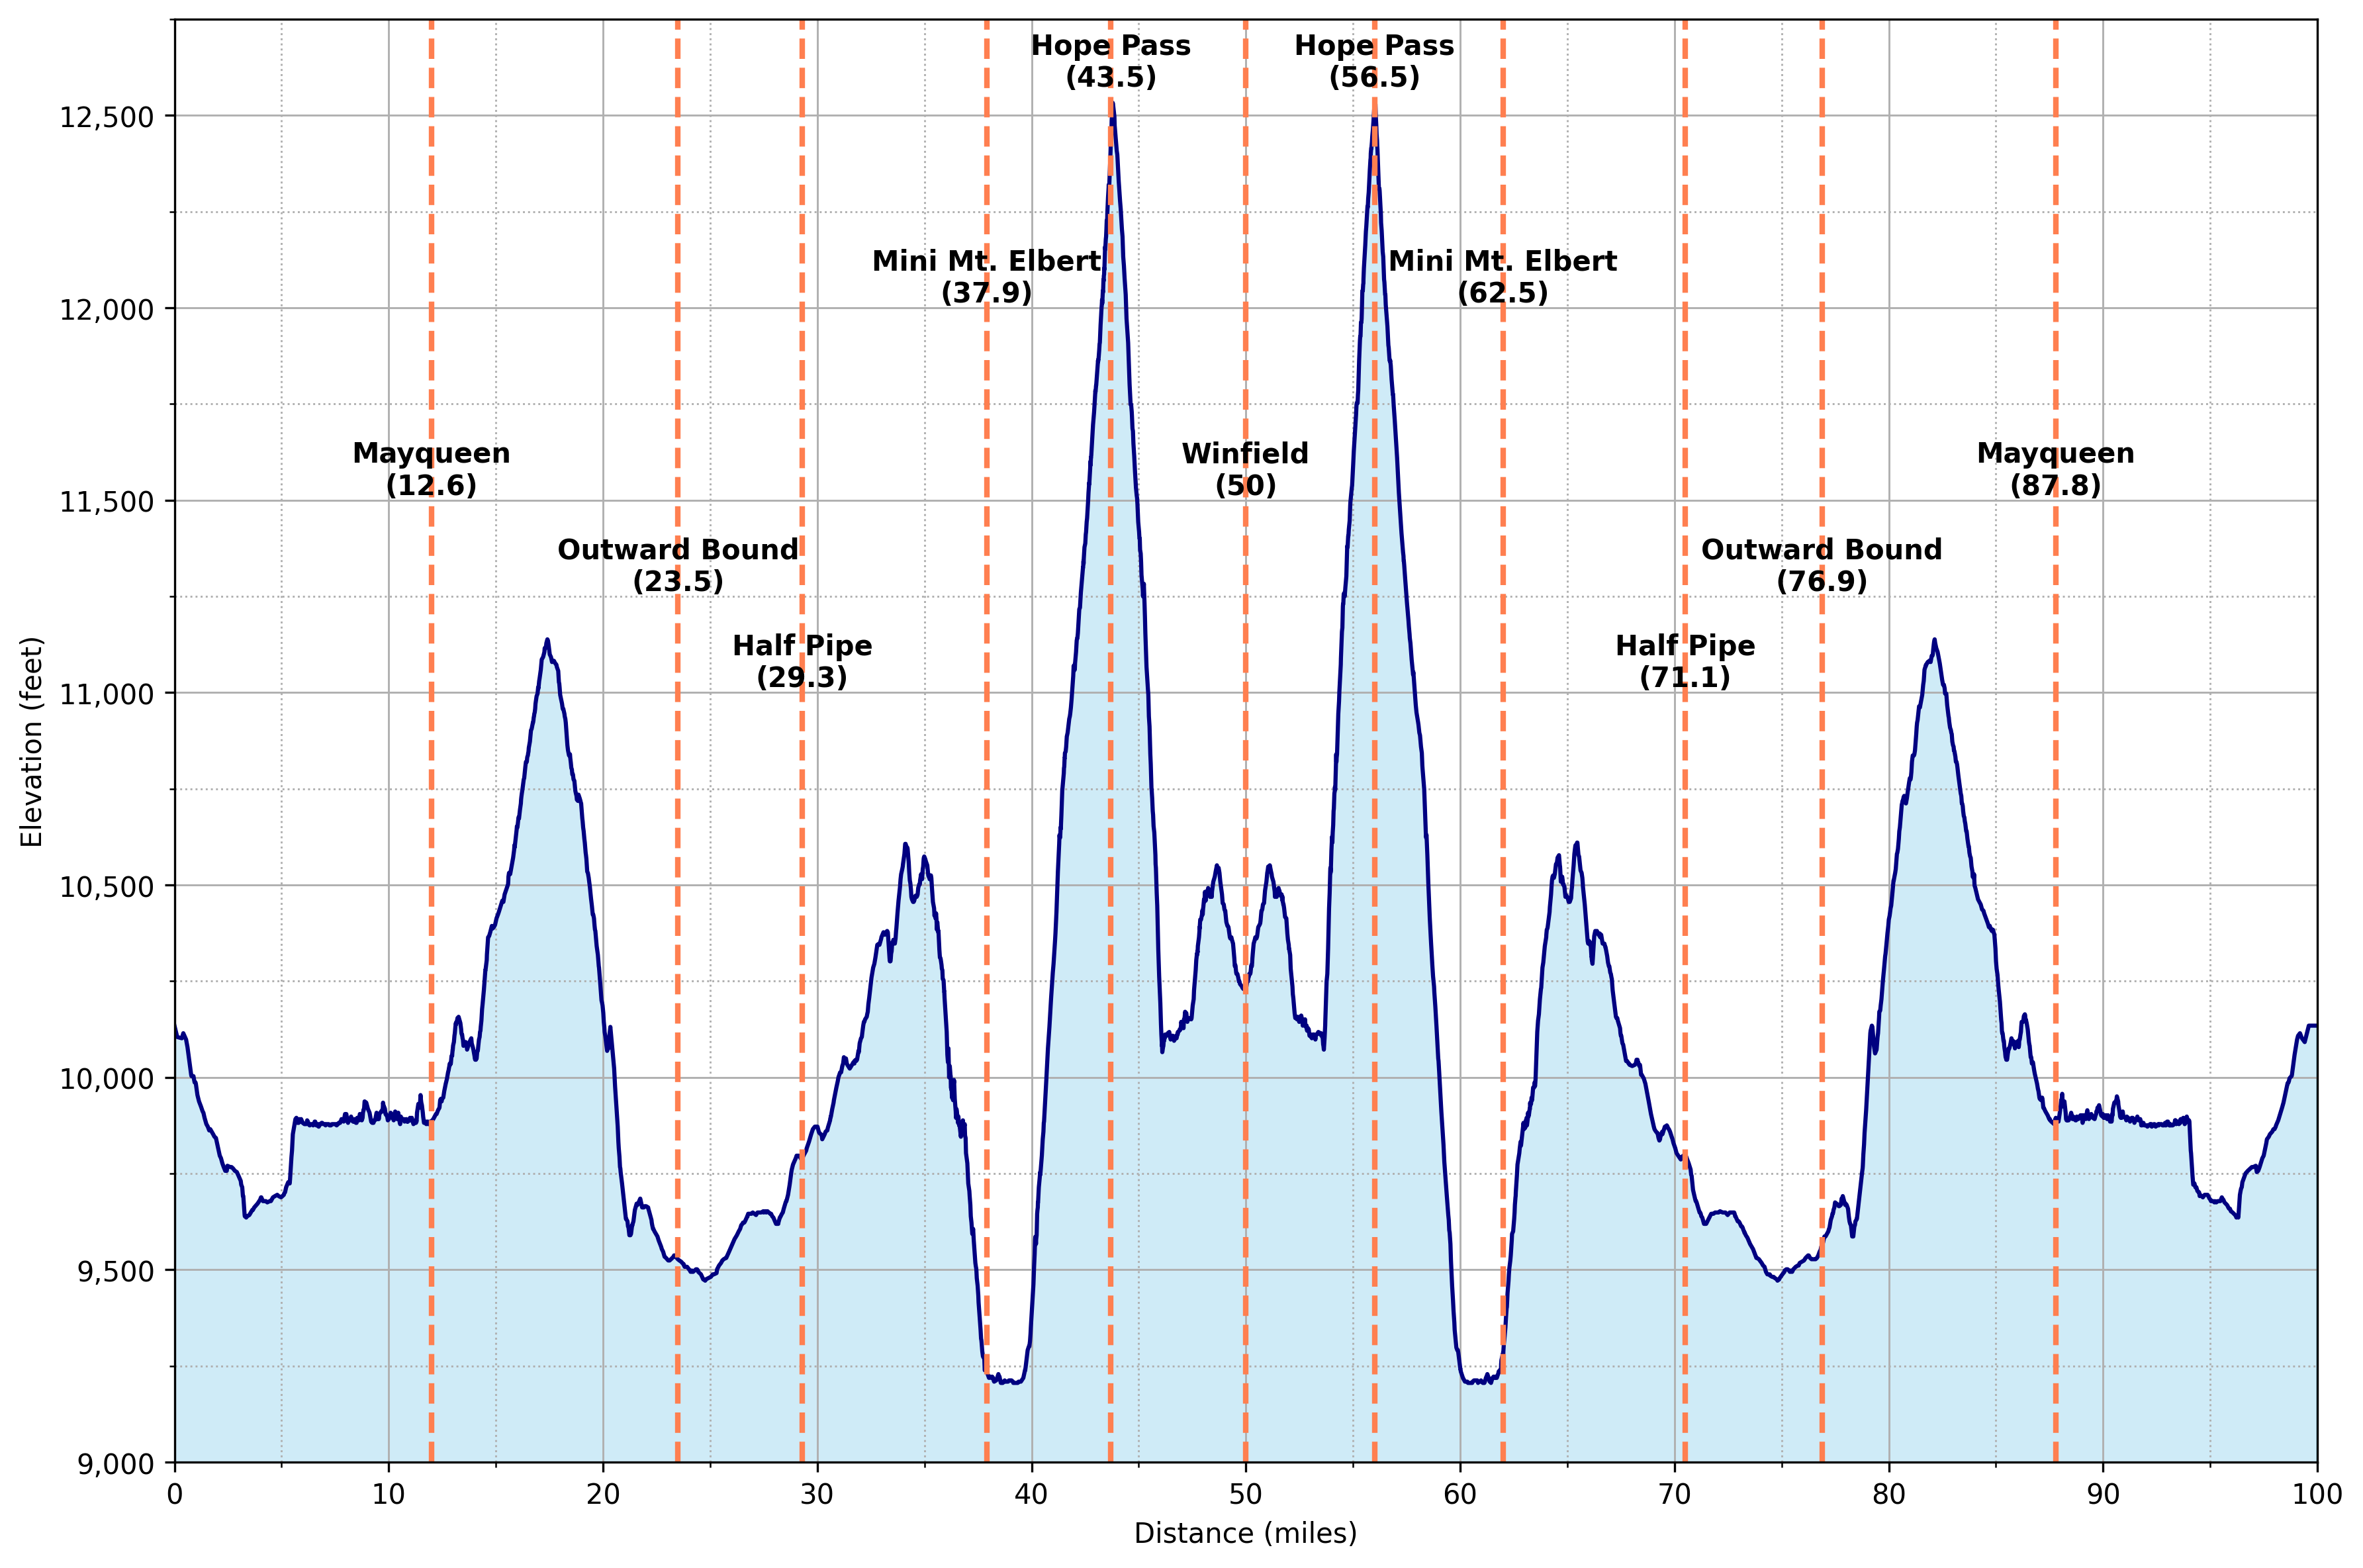 Hope Pass
(43.5)
Hope Pass
(56.5)
12,500
Mini Mt. Elbert
(37.9)
Mini Mt. Elbert
(62.5)
12,000
Mayqueen
(12.6)
Winfield
(50)
Mayqueen
(87.8)
11,500
Outward Bound
(23.5)
Outward Bound
(76.9)
Half Pipe
(29.3)
Half Pipe
(71.1)
11,000
Elevation (feet)
10,500
10,000
9,500
9,000
0 10 20 30 40 50 60 70 80 90 100
Distance (miles)